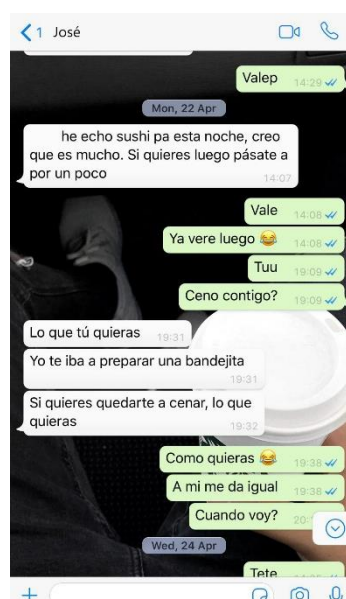 1 José
Valep 14:29
Mon, 22 Apr
he echo sushi pa esta noche, creo
que es mucho. Si quieres luego pásate a
por un poco
14:07
Vale 14:08
Ya vere luego 😂 14:08
Tuu 19:09
Ceno contigo? 19:09
Lo que tú quieras 19:31
Yo te iba a preparar una bandejita
19:31
Si quieres quedarte a cenar, lo que
quieras 19:32
Como quieras 😂 19:38
A mi me da igual 19:38
Cuando voy?
Wed, 24 Apr
Tete